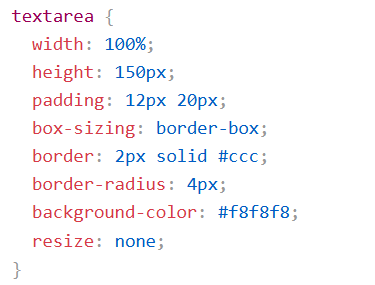 textarea {
  width: 100%;
  height: 150px;
  padding: 12px 20px;
  box-sizing: border-box;
  border: 2px solid #ccc;
  border-radius: 4px;
  background-color: #f8f8f8;
  resize: none;
}